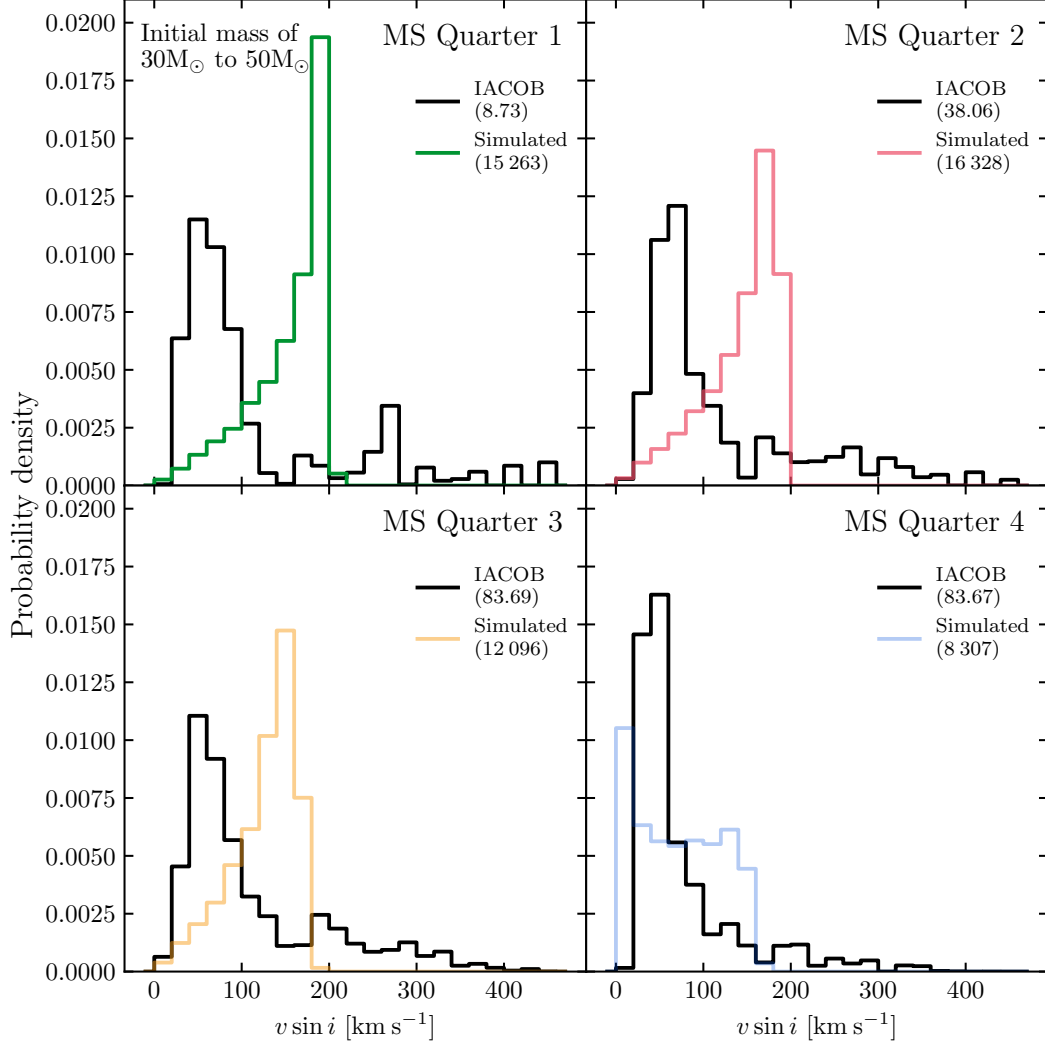 Initial mass of
30M⊙ to 50M⊙
MS Quarter 1
IACOB
(8.73)
Simulated
(15 263)
MS Quarter 2
IACOB
(38.06)
Simulated
(16 328)
0.0200
0.0175
0.0150
0.0125
0.0100
0.0075
0.0050
0.0025
0.0000
Probability density
MS Quarter 3
IACOB
(83.69)
Simulated
(12 096)
MS Quarter 4
IACOB
(83.67)
Simulated
(8 307)
0.0200
0.0175
0.0150
0.0125
0.0100
0.0075
0.0050
0.0025
0.0000
0 100 200 300 400
0 100 200 300 400
v sin i [km s⁻¹]
v sin i [km s⁻¹]